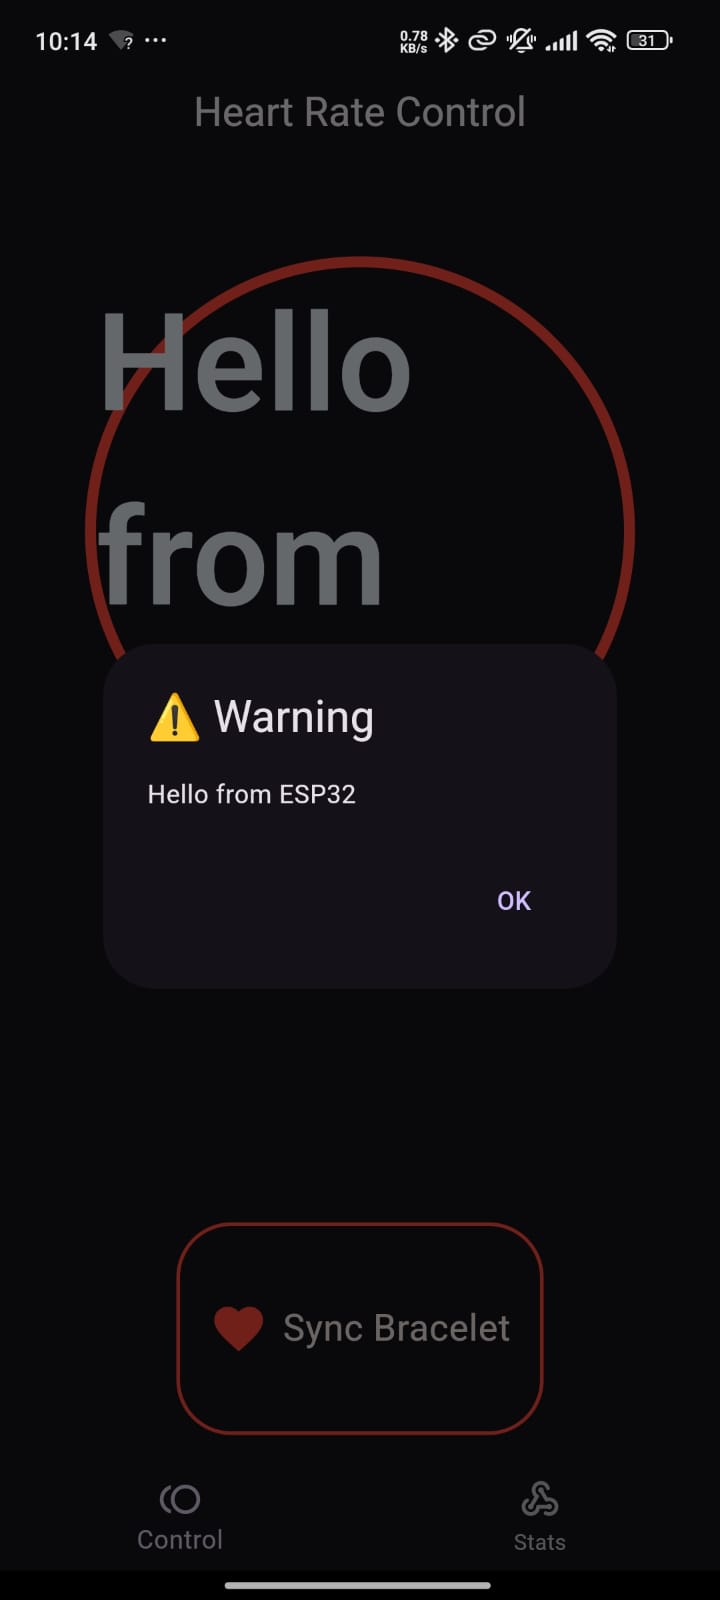 10:14 ? ... 0.78 KB/s 31
Heart Rate Control
Hello
from
⚠️ Warning
Hello from ESP32
OK
Sync Bracelet
Control Stats